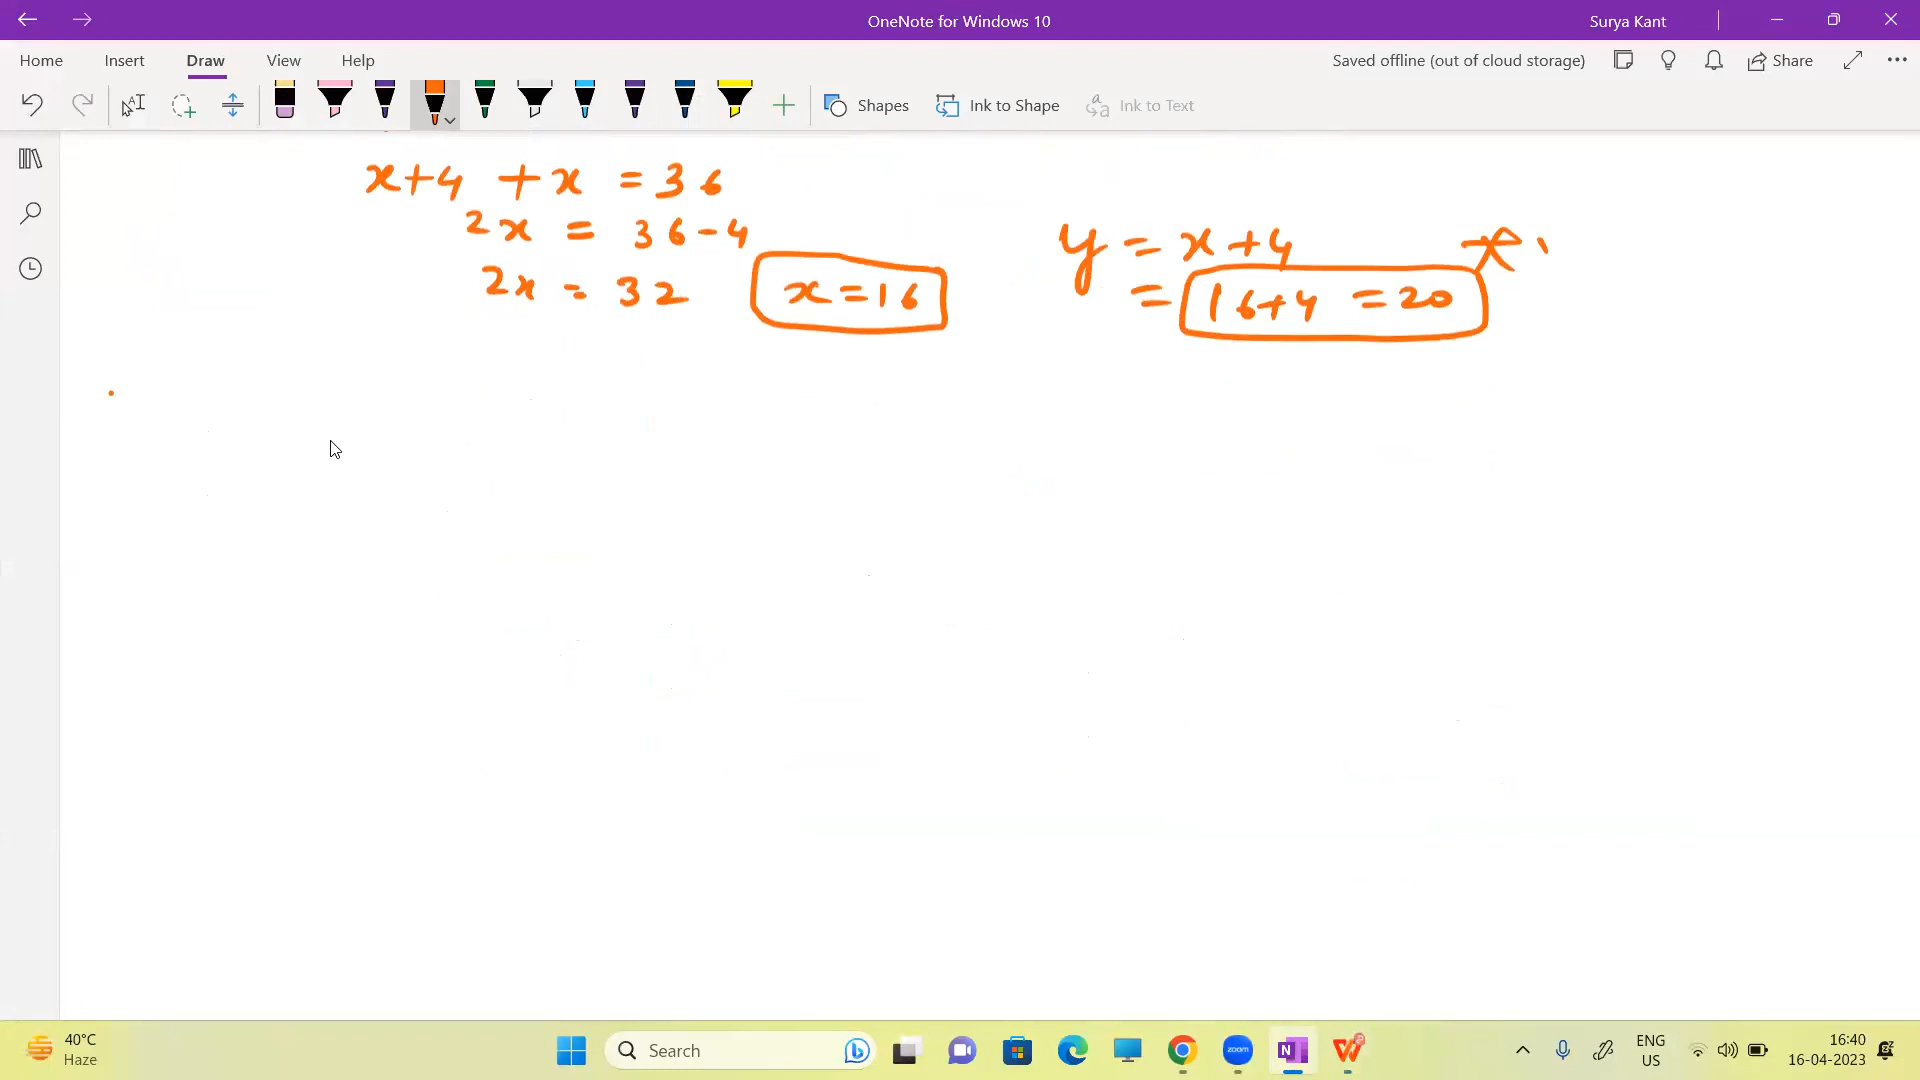 OneNote for Windows 10
Surya Kant
Home Insert Draw View Help
Saved offline (out of cloud storage)
Share
Shapes
Ink to Shape
Ink to Text
x+4 +x = 36
2x = 36-4
2x = 32
x = 16
y = x+4
= 16+4 = 20
40°C
Haze
Search
zoom
ENG
US
16:40
16-04-2023